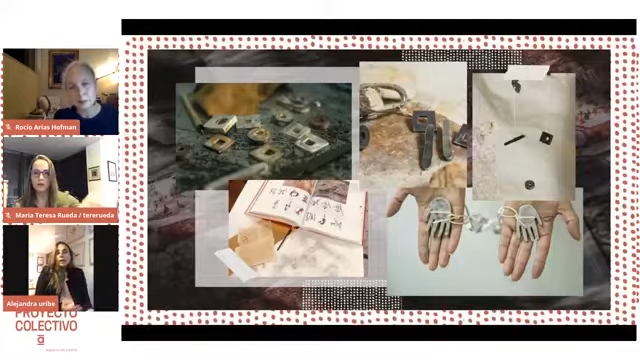 Rocio Arias Hofman
Maria Teresa Rueda / tererueda
Alejandra uribe
PROYECTO
COLECTIVO